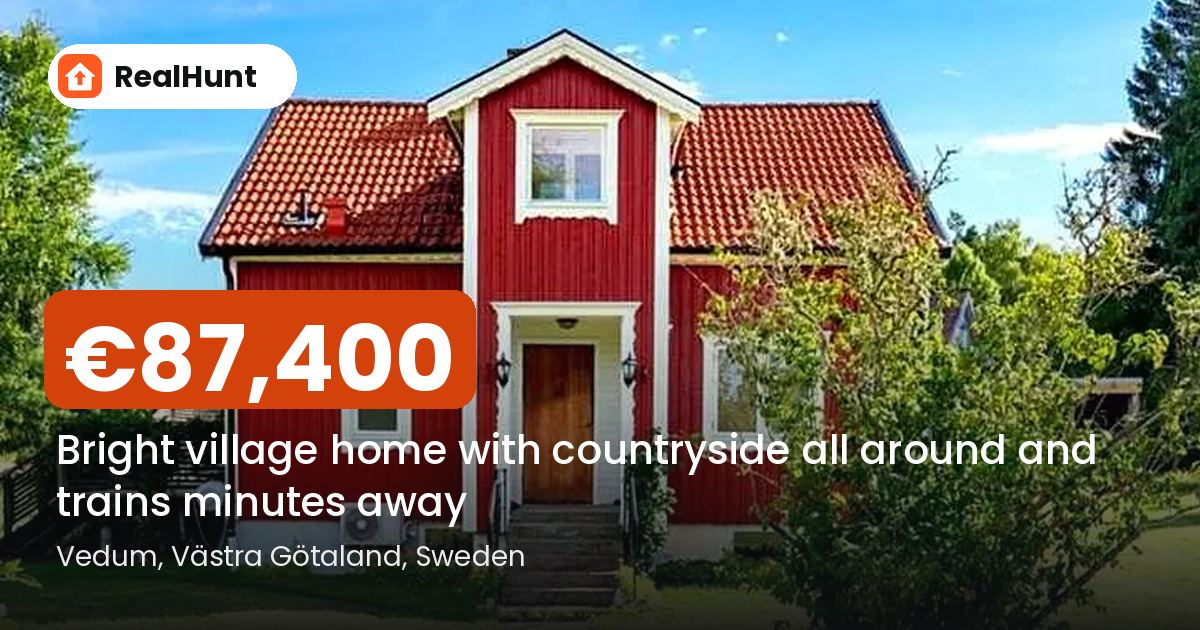 RealHunt
€87,400
Bright village home with countryside all around and
trains minutes away
Vedum, Västra Götaland, Sweden